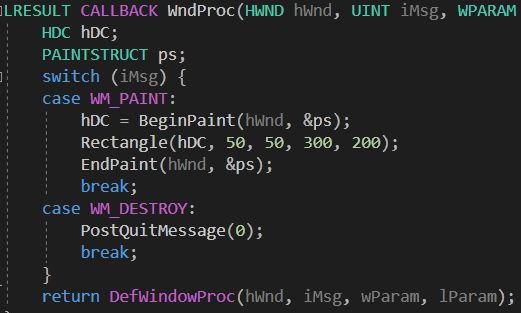 LRESULT CALLBACK WndProc(HWND hWnd, UINT iMsg, WPARAM
HDC hDC;
PAINTSTRUCT ps;
switch (iMsg) {
case WM_PAINT:
hDC = BeginPaint(hWnd, &ps);
Rectangle(hDC, 50, 50, 300, 200);
EndPaint(hWnd, &ps);
break;
case WM_DESTROY:
PostQuitMessage(0);
break;
}
return DefWindowProc(hWnd, iMsg, wParam, lParam);